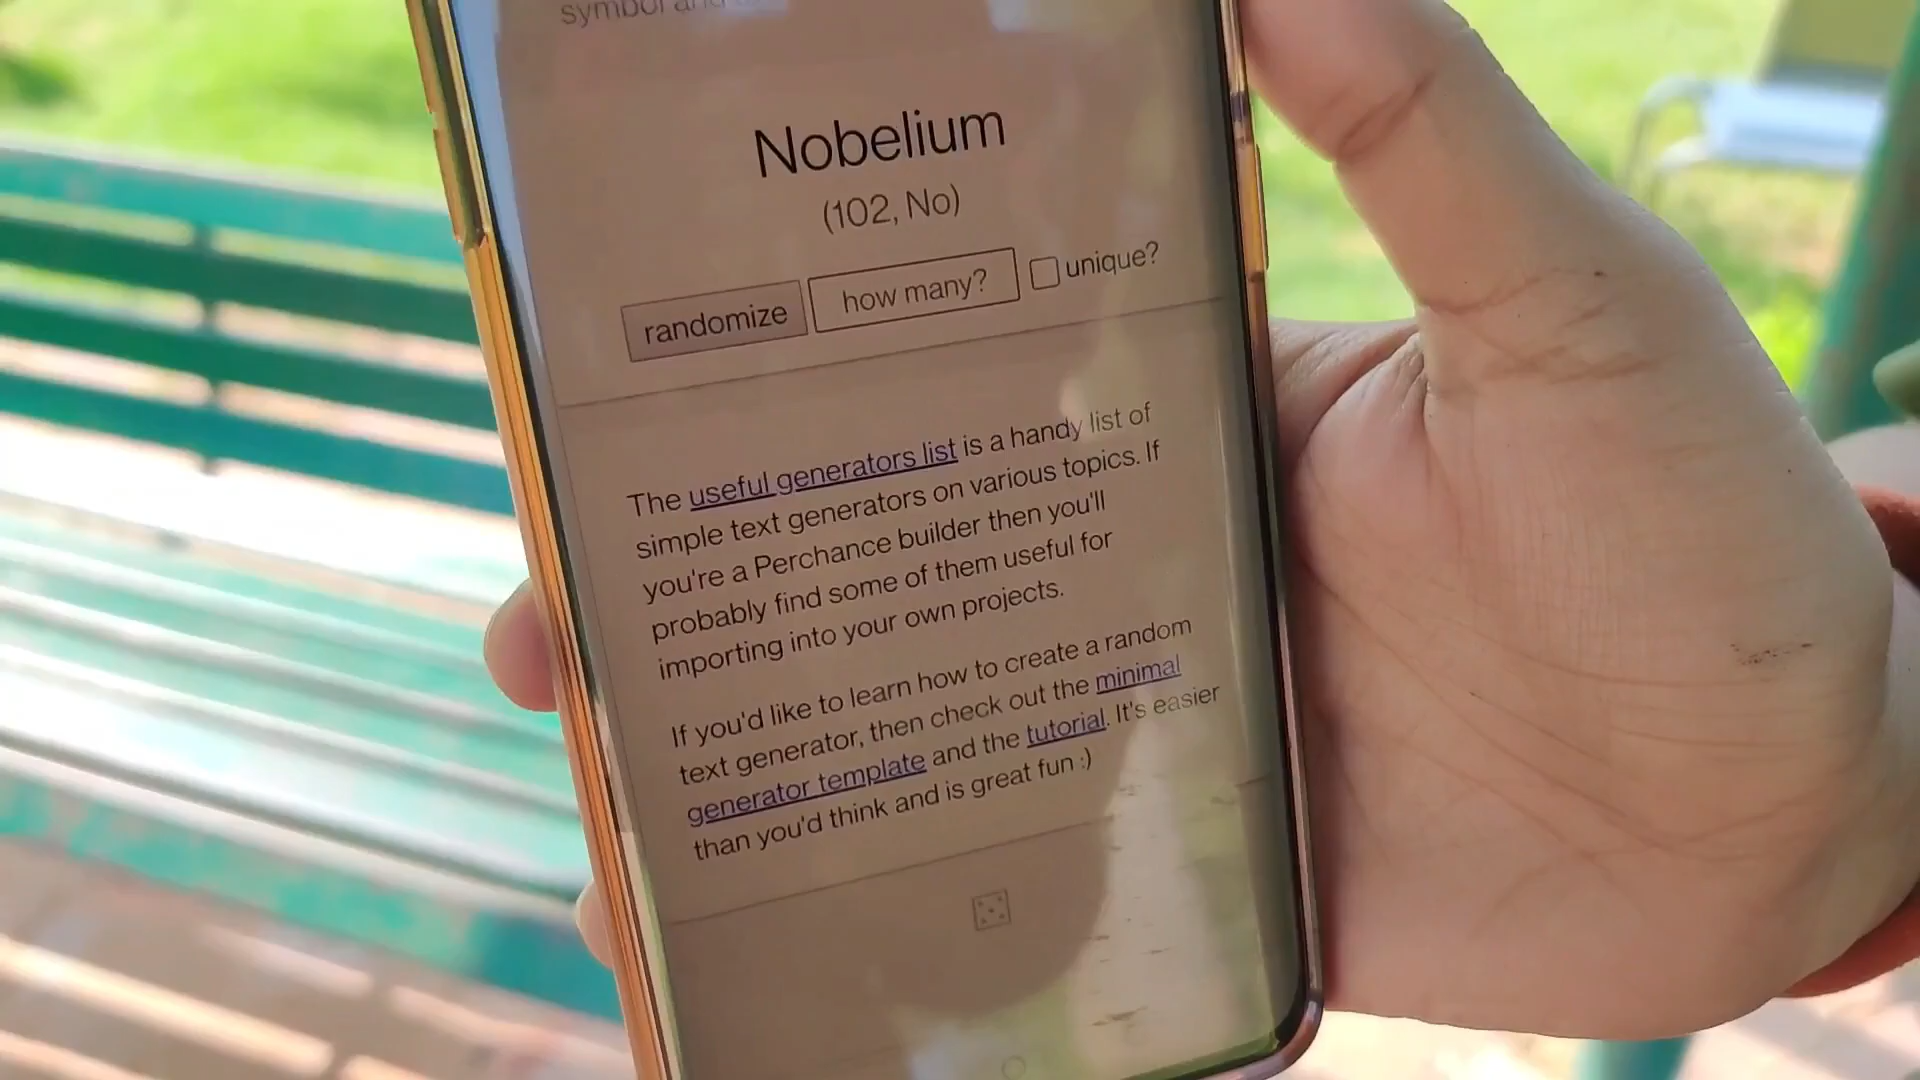 symbol and
Nobelium
(102, No)
randomize how many? unique?
The useful generators list is a handy list of
simple text generators on various topics. If
you're a Perchance builder then you'll
probably find some of them useful for
importing into your own projects.
If you'd like to learn how to create a random
text generator, then check out the minimal
generator template and the tutorial. It's easier
than you'd think and is great fun :)